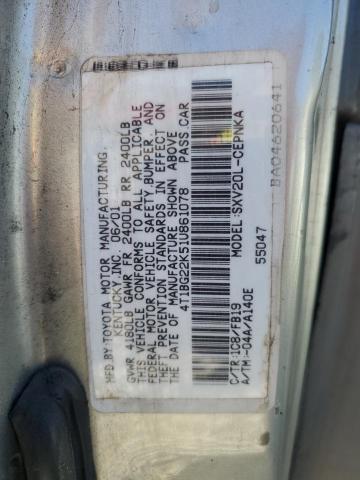 MFD BY: TOYOTA MOTOR MANUFACTURING,
KENTUCKY INC. 06/01
GVWR 4180LB GAWR FR 2400LB RR 2400LB
THIS VEHICLE CONFORMS TO ALL APPLICABLE
FEDERAL MOTOR VEHICLE SAFETY, BUMPER, AND
THEFT PREVENTION STANDARDS IN EFFECT ON
THE DATE OF MANUFACTURE SHOWN ABOVE
4T1BG22K51U861078 PASS CAR
MODEL:SXV20L-CEPNKA
55047
C/TR:1C8/FB19
A/TM:-04A/A140E
BA04620641